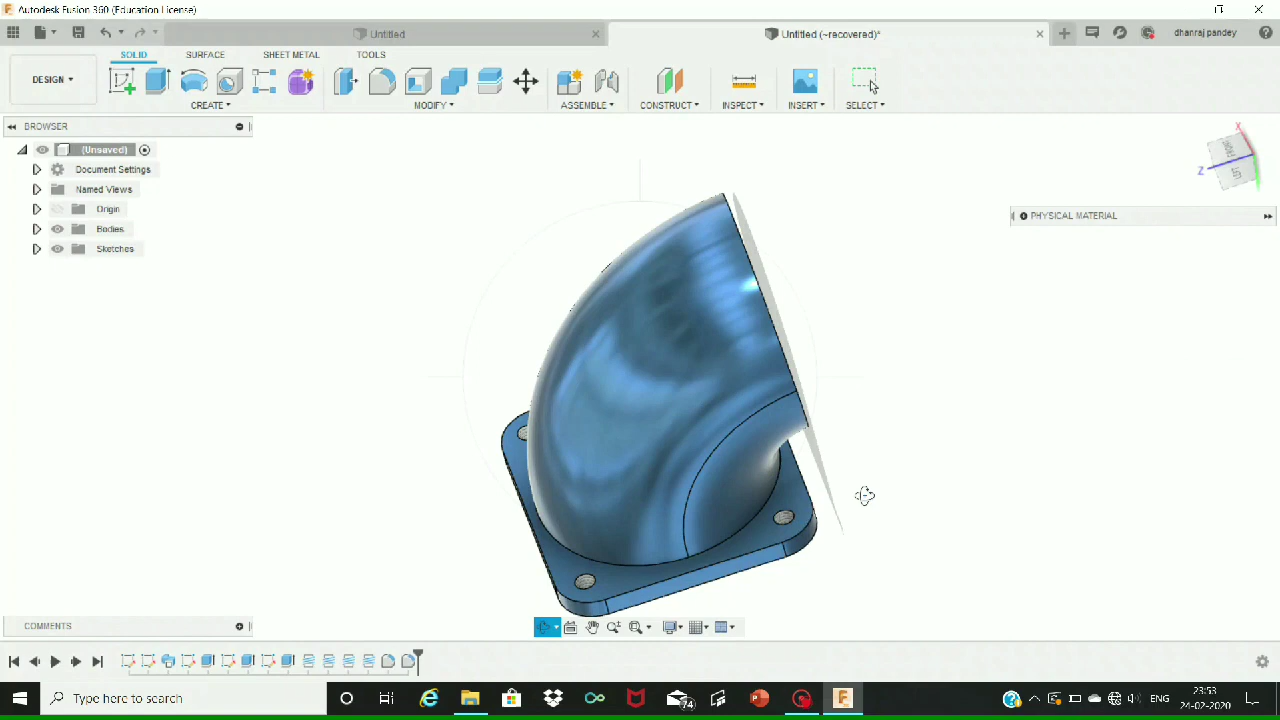 Autodesk Fusion 360 (Education License)
Untitled
Untitled (~recovered)*
dhanraj pandey
DESIGN
SOLID
SURFACE
SHEET METAL
TOOLS
CREATE
MODIFY
ASSEMBLE
CONSTRUCT
INSPECT
INSERT
SELECT
BROWSER
(Unsaved)
Document Settings
Named Views
Origin
Bodies
Sketches
X
Z
PHYSICAL MATERIAL
COMMENTS
Type here to search
74
ENG
23:53
24-02-2020